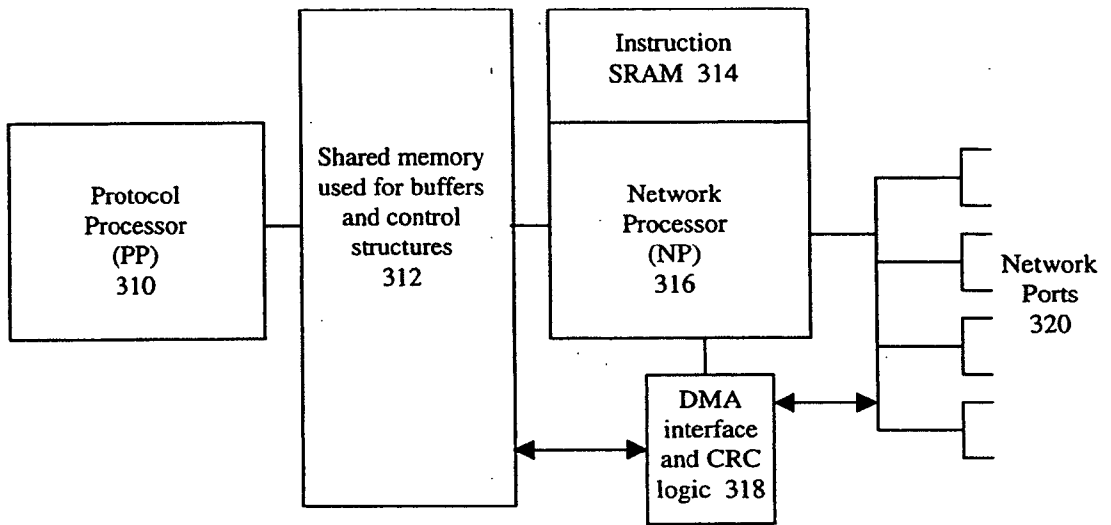 Protocol
Processor
(PP)
310
Shared memory
used for buffers
and control
structures
312
Instruction
SRAM 314
Network
Processor
(NP)
316
DMA
interface
and CRC
logic 318
Network
Ports
320